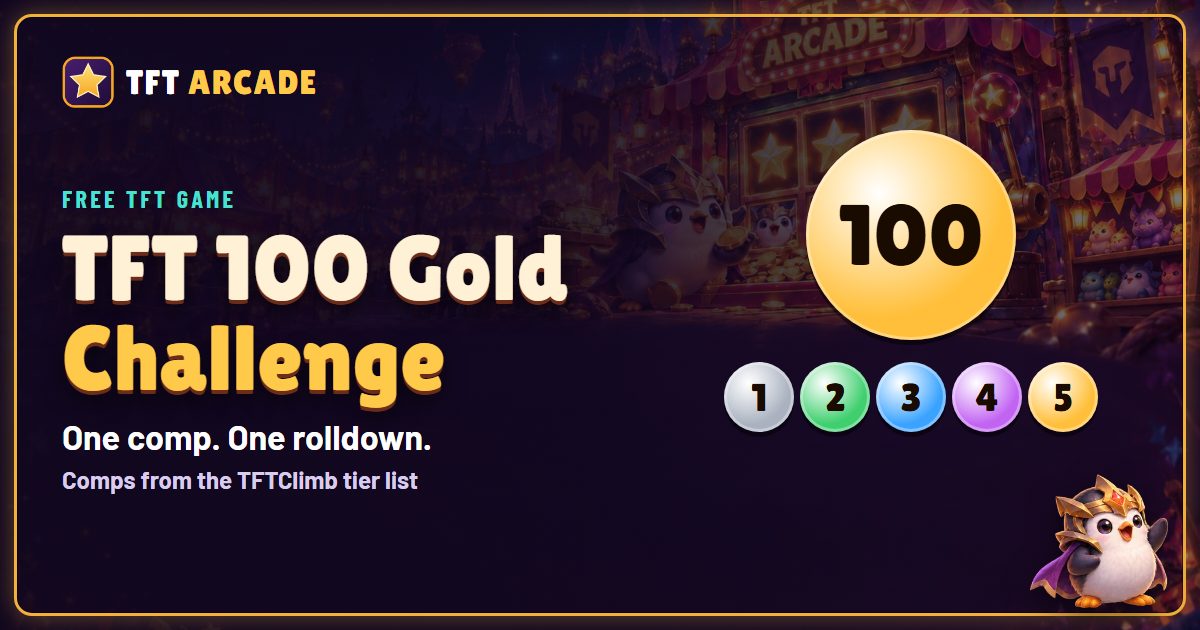 TFT ARCADE
TFT ARCADE
FREE TFT GAME
TFT 100 Gold
Challenge
One comp. One rolldown.
Comps from the TFTClimb tier list
100
1 2 3 4 5